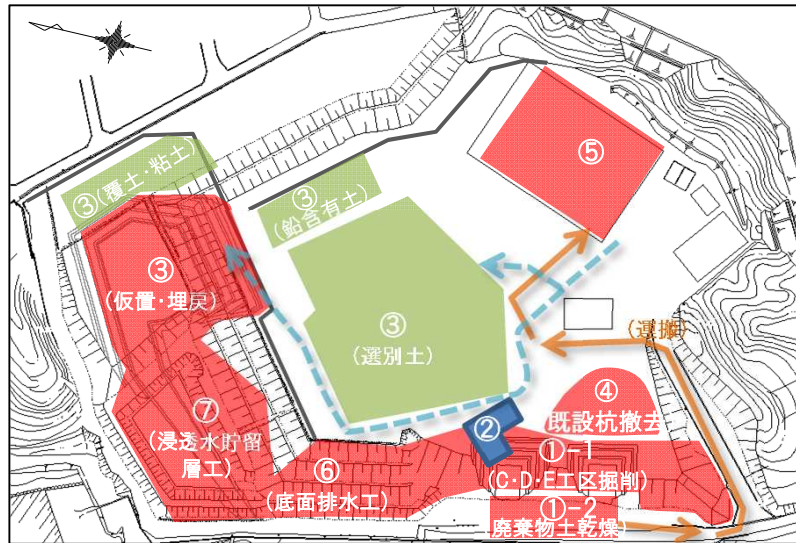 ⑤
③(覆土・粘土)
③
(鉛含有土)
③
(仮置・埋戻)
③
(選別土)
(運搬)
④
既設杭撤去
②
⑦
(浸透水貯留
層工)
①-1
(C・D・E工区掘削)
⑥
(底面排水工)
①-2
(廃棄物土乾燥)